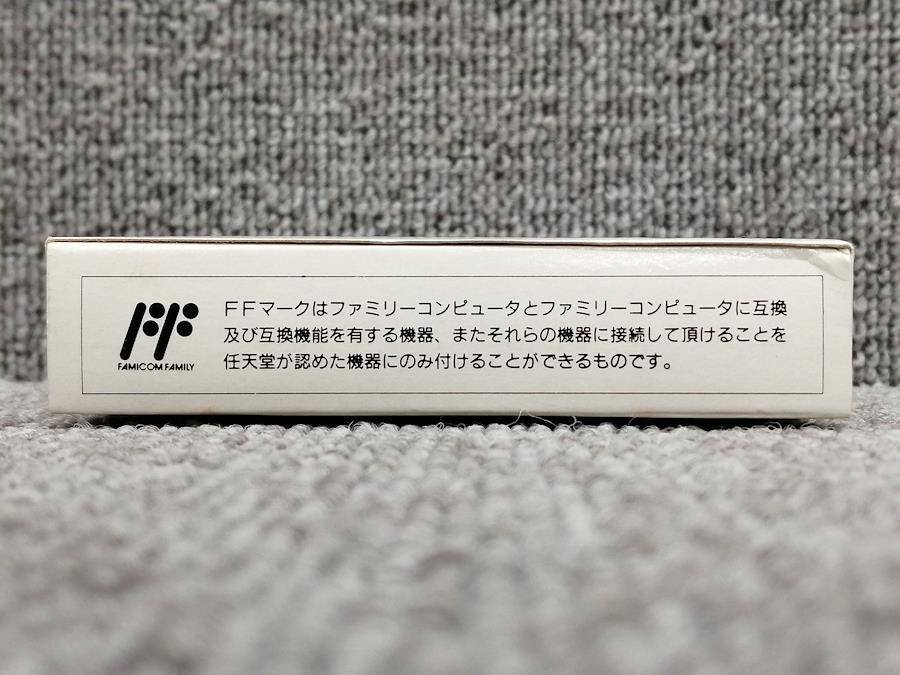 FFマークはファミリーコンピュータとファミリーコンピュータに互換
及び互換機能を有する機器、またそれらの機器に接続して頂けることを
任天堂が認めた機器にのみ付けることができるものです。
FF
FAMICOM FAMILY